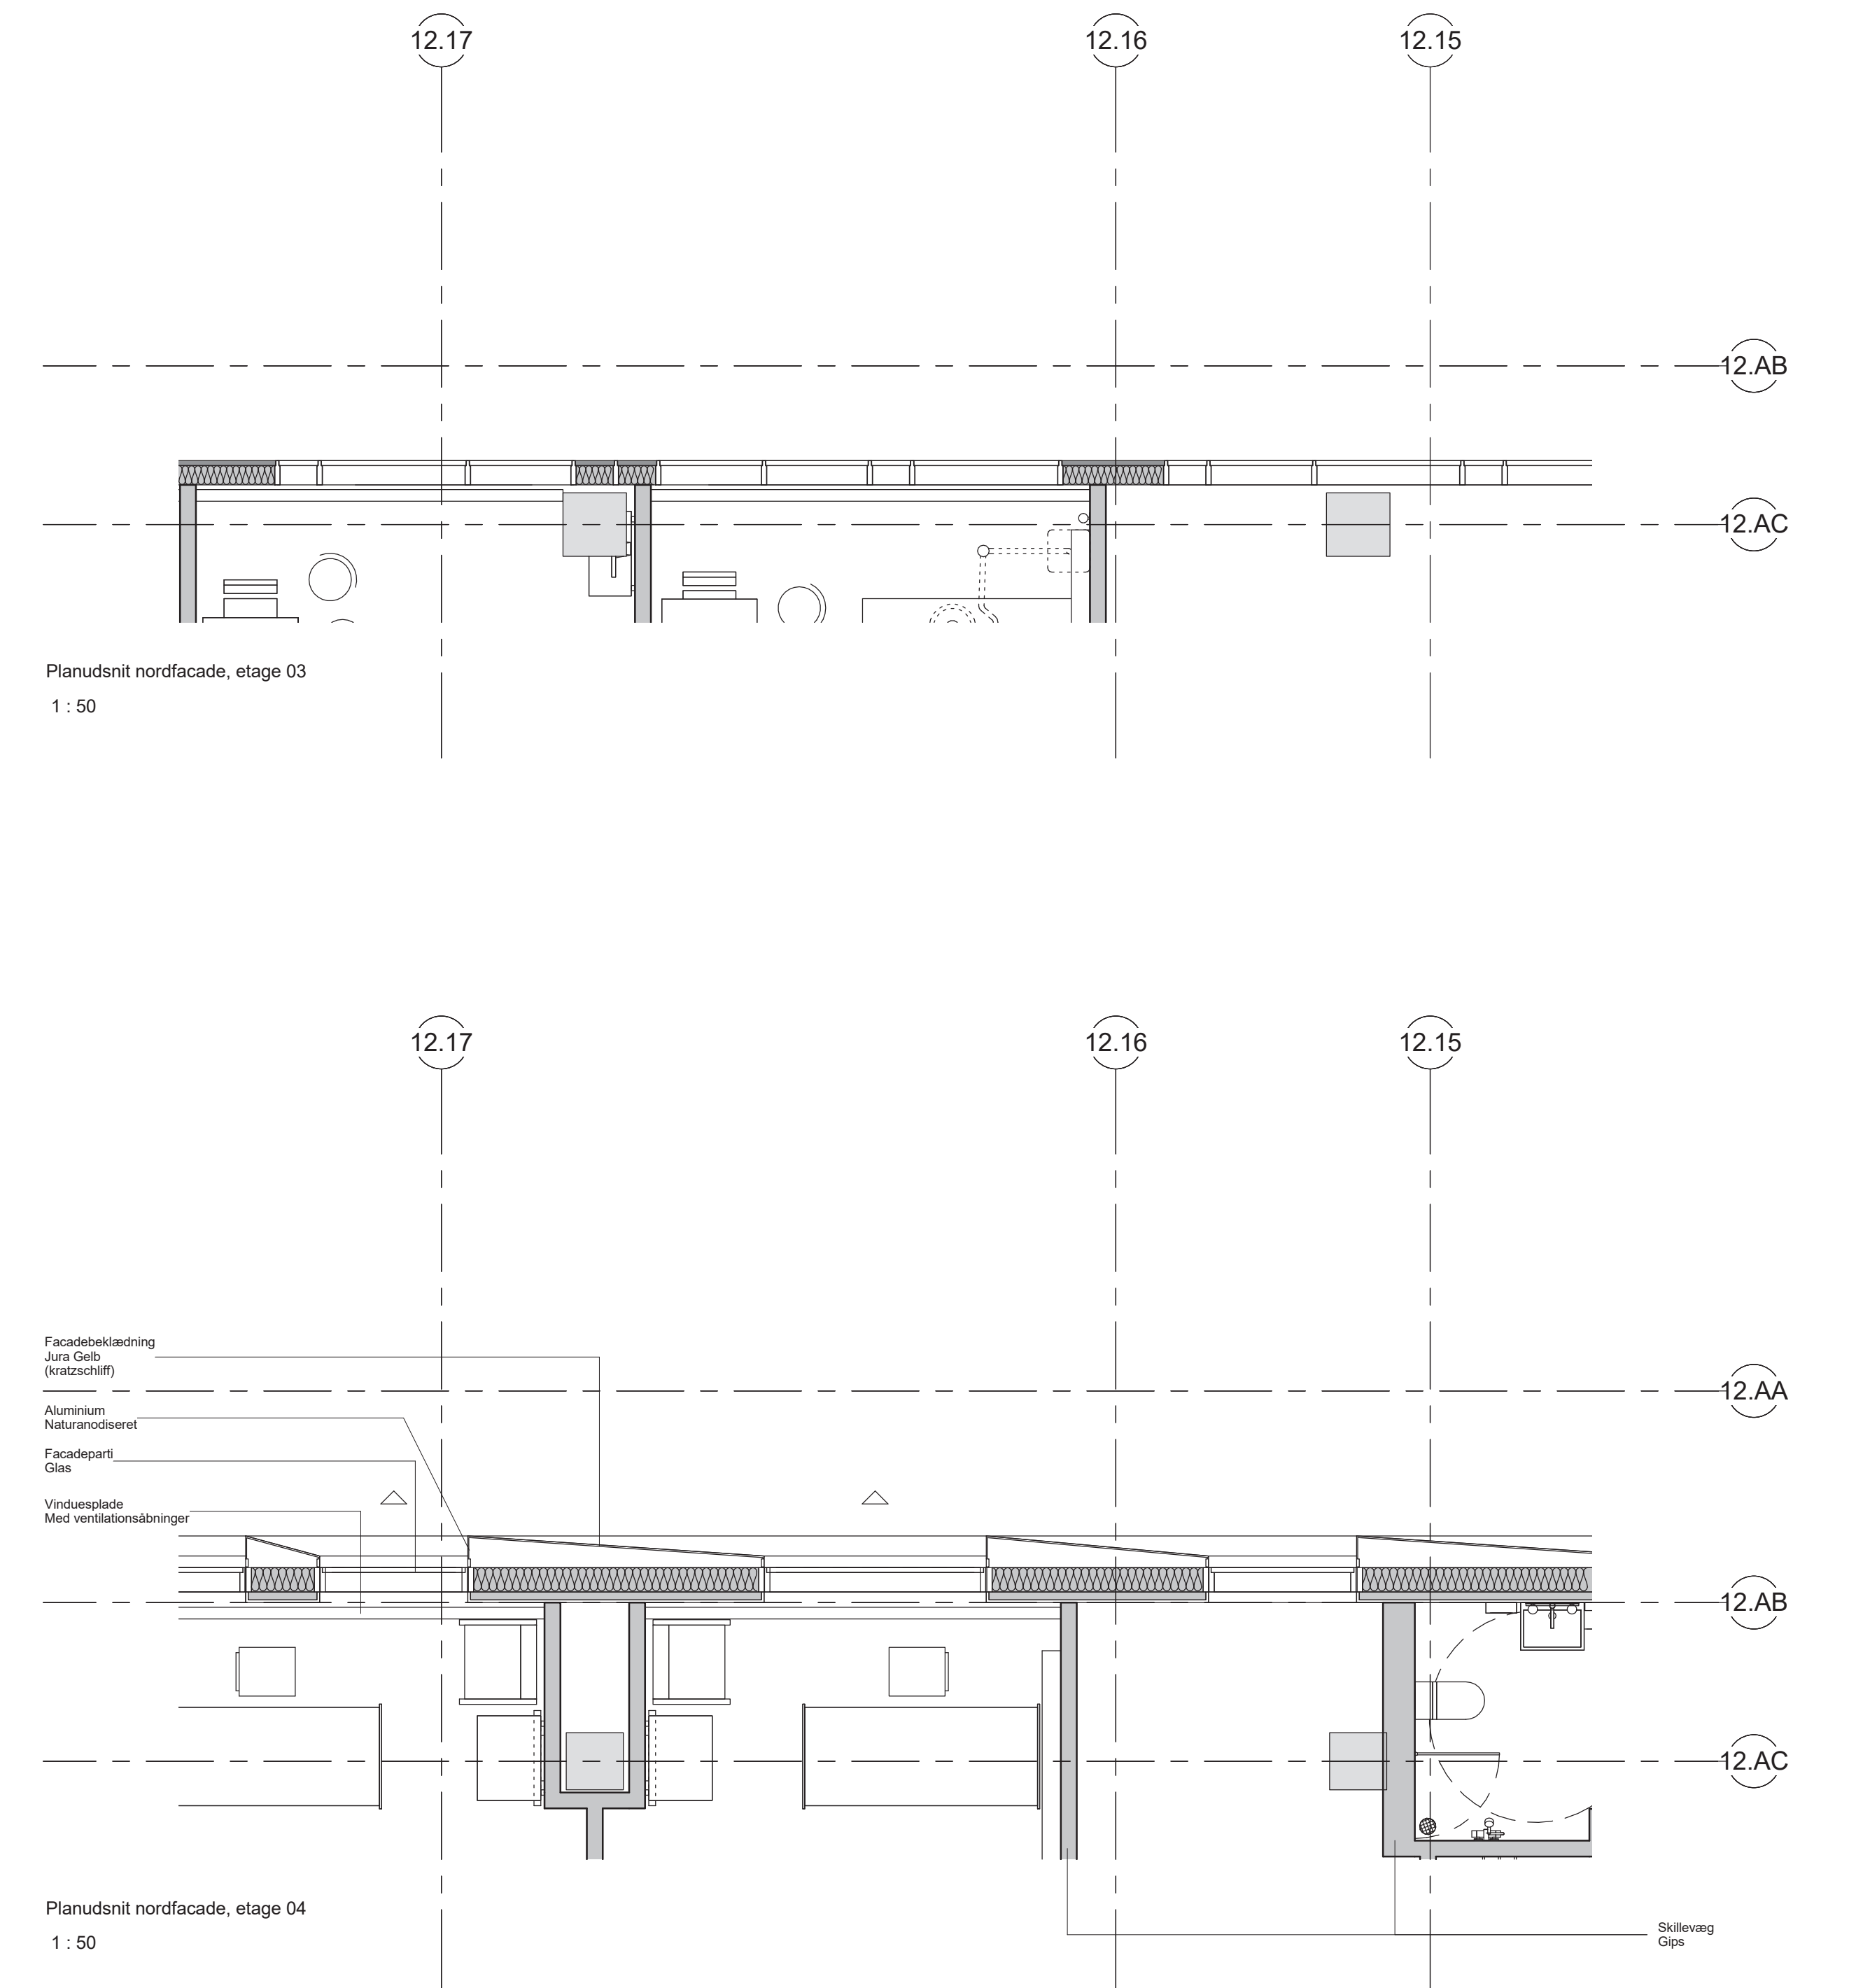 12.17
12.16
12.15
12.AB
12.AC
Planudsnit nordfacade, etage 03
1 : 50
12.17
12.16
12.15
Facadebeklædning
Jura Gelb
(kratzschliff)
12.AA
Aluminium
Naturanodiseret
Facadeparti
Glas
Vinduesplade
Med ventilationsåbninger
12.AB
12.AC
Planudsnit nordfacade, etage 04
1 : 50
Skillevæg
Gips